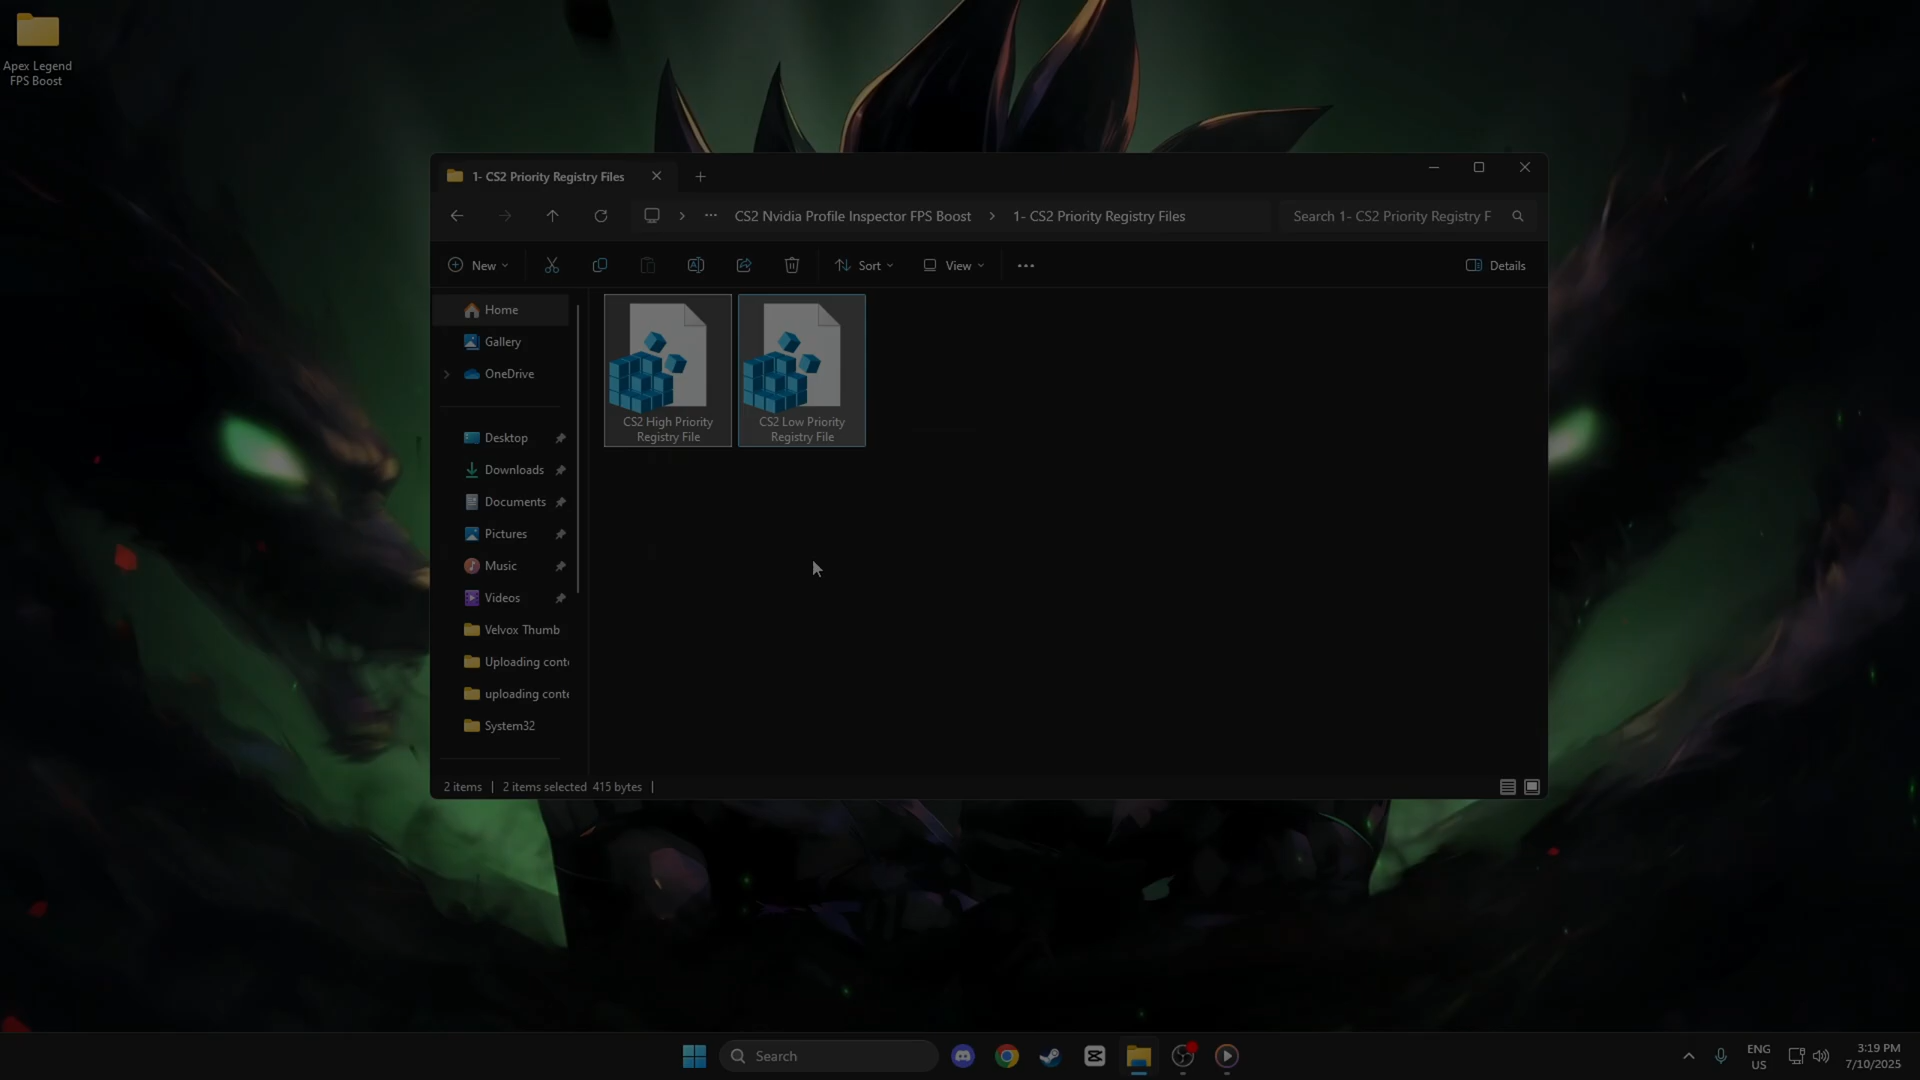 Apex Legend
FPS Boost
1- CS2 Priority Registry Files
CS2 Nvidia Profile Inspector FPS Boost
1- CS2 Priority Registry Files
Search 1- CS2 Priority Registry F
New
Sort
View
Details
Home
Gallery
OneDrive
Desktop
Downloads
Documents
Pictures
Music
Videos
Velvox Thumb
Uploading conte
uploading conte
System32
CS2 High Priority
Registry File
CS2 Low Priority
Registry File
2 items
2 items selected 415 bytes
Search
ENG
US
3:19 PM
7/10/2025